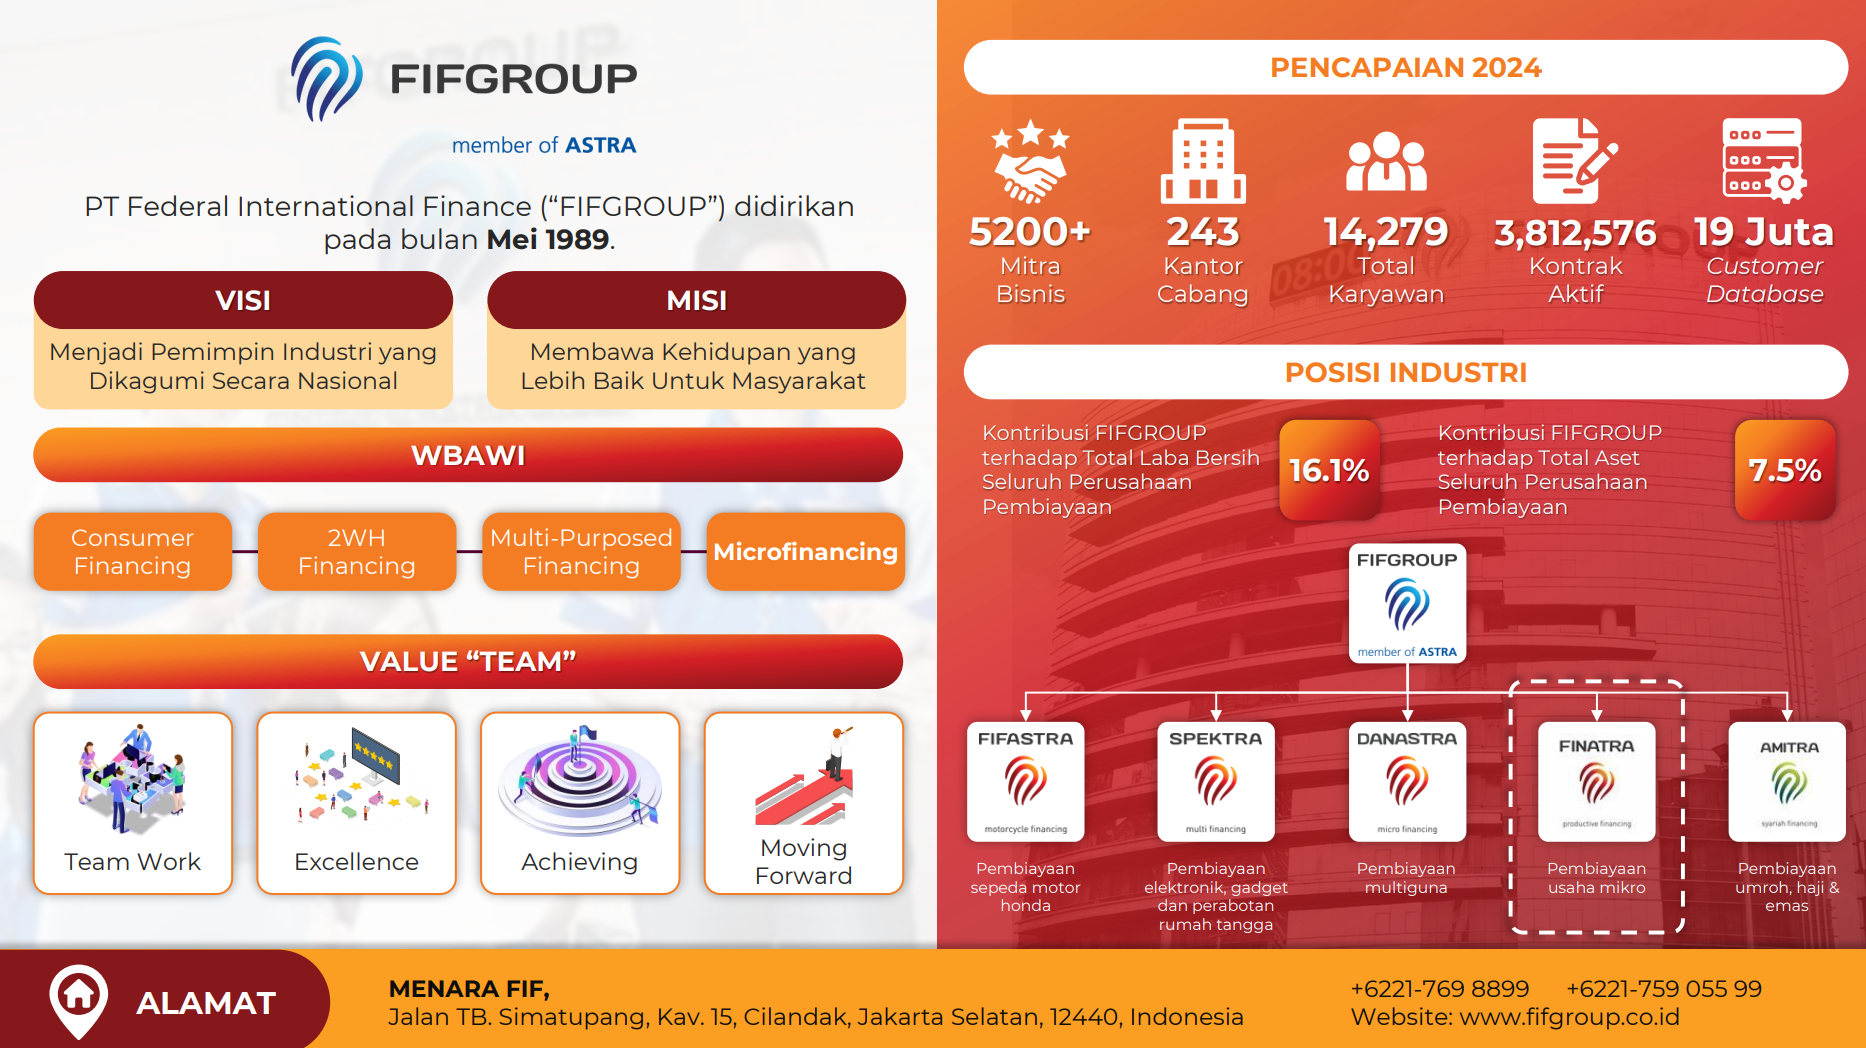 FIFGROUP
member of ASTRA
PT Federal International Finance (“FIFGROUP”) didirikan
pada bulan Mei 1989.
VISI
Menjadi Pemimpin Industri yang
Dikagumi Secara Nasional
MISI
Membawa Kehidupan yang
Lebih Baik Untuk Masyarakat
WBAWI
Consumer
Financing
2WH
Financing
Multi-Purposed
Financing
Microfinancing
VALUE “TEAM”
Team Work
Excellence
Achieving
Moving
Forward
PENCAPAIAN 2024
5200+
Mitra
Bisnis
243
Kantor
Cabang
14,279
Total
Karyawan
3,812,576
Kontrak
Aktif
19 Juta
Customer
Database
08:00
POSISI INDUSTRI
Kontribusi FIFGROUP
terhadap Total Laba Bersih
Seluruh Perusahaan
Pembiayaan
16.1%
Kontribusi FIFGROUP
terhadap Total Aset
Seluruh Perusahaan
Pembiayaan
7.5%
FIFGROUP
member of ASTRA
FIFASTRA
motorcycle financing
Pembiayaan
sepeda motor
honda
SPEKTRA
multi financing
Pembiayaan
elektronik, gadget
dan perabotan
rumah tangga
DANASTRA
micro financing
Pembiayaan
multiguna
FINATRA
productive financing
Pembiayaan
usaha mikro
AMITRA
syariah financing
Pembiayaan
umroh, haji &
emas
ALAMAT
MENARA FIF,
Jalan TB. Simatupang, Kav. 15, Cilandak, Jakarta Selatan, 12440, Indonesia
+6221-769 8899 +6221-759 055 99
Website: www.fifgroup.co.id